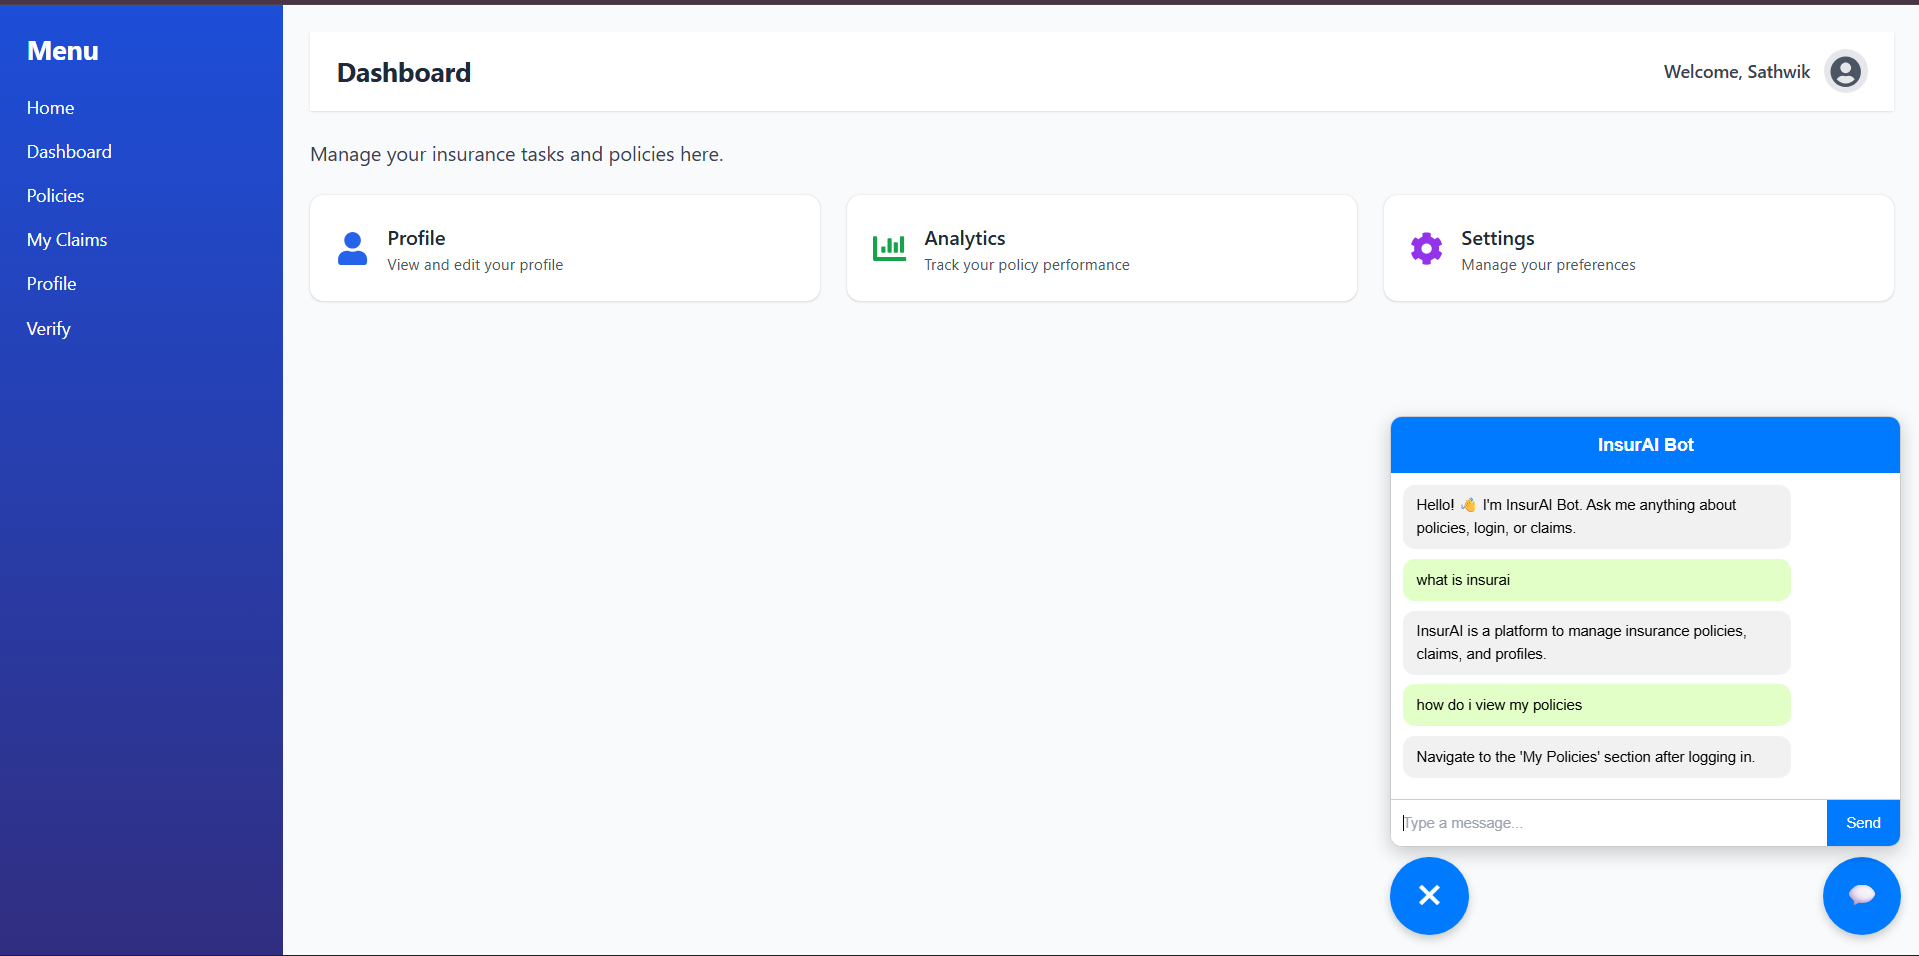 Menu
Home
Dashboard
Policies
My Claims
Profile
Verify
Dashboard
Welcome, Sathwik
Manage your insurance tasks and policies here.
Profile
View and edit your profile
Analytics
Track your policy performance
Settings
Manage your preferences
InsurAI Bot
Hello! 👋 I'm InsurAI Bot. Ask me anything about
policies, login, or claims.
what is insurai
InsurAI is a platform to manage insurance policies,
claims, and profiles.
how do i view my policies
Navigate to the 'My Policies' section after logging in.
Type a message...
Send